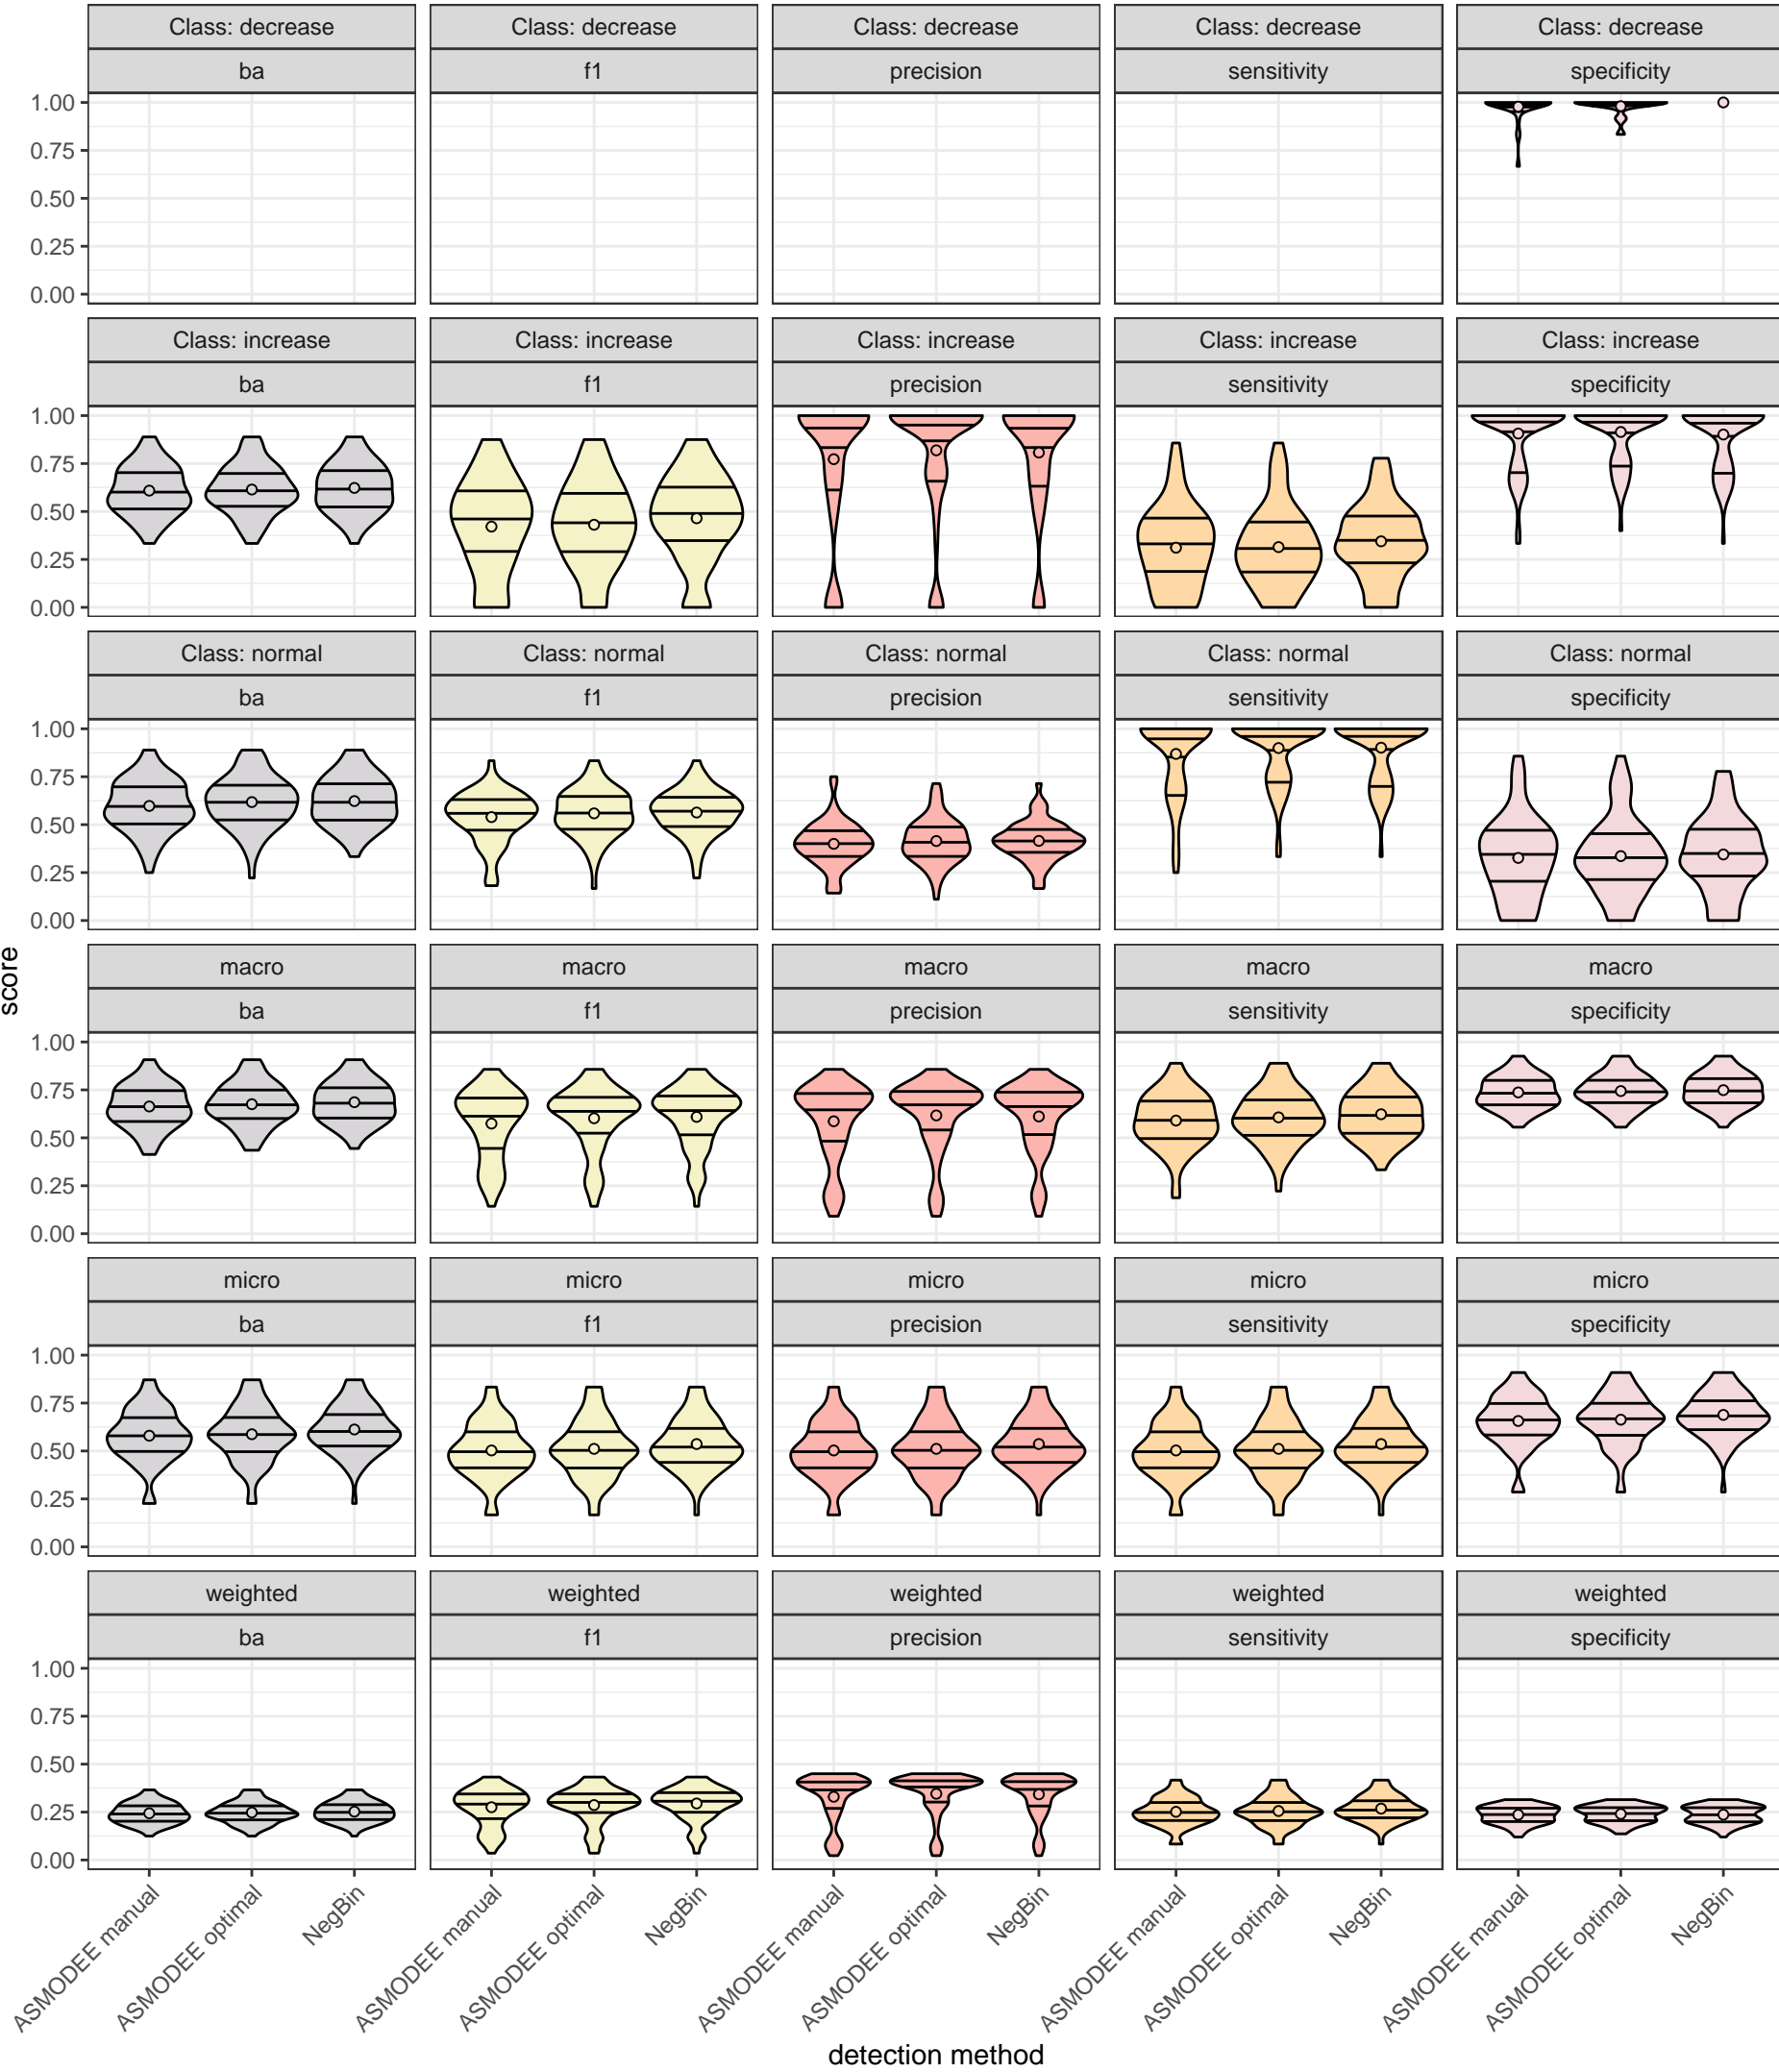 Class: decrease Class: decrease Class: decrease Class: decrease Class: decrease
ba f1 precision sensitivity specificity
1.00
0.75
0.50
0.25
0.00
Class: increase Class: increase Class: increase Class: increase Class: increase
ba f1 precision sensitivity specificity
1.00
0.75
0.50
0.25
0.00
Class: normal Class: normal Class: normal Class: normal Class: normal
ba f1 precision sensitivity specificity
1.00
0.75
0.50
0.25
0.00
score
macro macro macro macro macro
ba f1 precision sensitivity specificity
1.00
0.75
0.50
0.25
0.00
micro micro micro micro micro
ba f1 precision sensitivity specificity
1.00
0.75
0.50
0.25
0.00
weighted weighted weighted weighted weighted
ba f1 precision sensitivity specificity
1.00
0.75
0.50
0.25
0.00
ASMODEE manual ASMODEE optimal NegBin ASMODEE manual ASMODEE optimal NegBin ASMODEE manual ASMODEE optimal NegBin ASMODEE manual ASMODEE optimal NegBin ASMODEE manual ASMODEE optimal NegBin
detection method